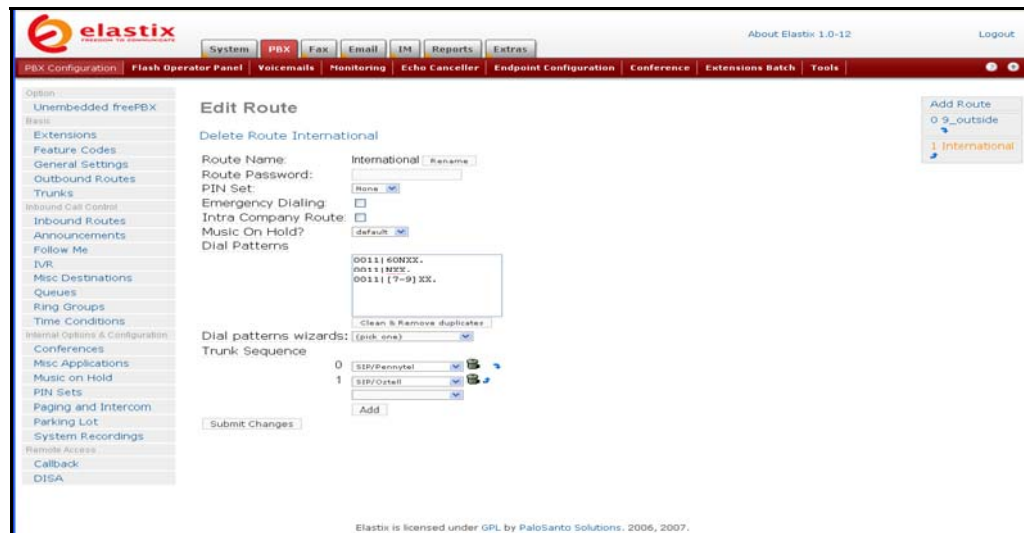 elastix
FREEDOM TO COMMUNICATE
About Elastix 1.0-12
Logout
System
PBX
Fax
Email
IM
Reports
Extras
PBX Configuration
Flash Operator Panel
Voicemails
Monitoring
Echo Canceller
Endpoint Configuration
Conference
Extensions Batch
Tools
Option
Unembedded freePBX
Basic
Extensions
Feature Codes
General Settings
Outbound Routes
Trunks
Inbound Call Control
Inbound Routes
Announcements
Follow Me
IVR
Misc Destinations
Queues
Ring Groups
Time Conditions
Internal Options & Configuration
Conferences
Misc Applications
Music on Hold
PIN Sets
Paging and Intercom
Parking Lot
System Recordings
Remote Access
Callback
DISA
Edit Route
Delete Route International
Route Name: International Rename
Route Password:
PIN Set: None
Emergency Dialing:
Intra Company Route:
Music On Hold? default
Dial Patterns
0011|60NXX.
0011|NXX.
0011|[7-9]XX.
Clean & Remove duplicates
Dial patterns wizards: (pick one)
Trunk Sequence
0 SIP/Pennytel
1 SIP/Oztell
Add
Submit Changes
Add Route
0 9_outside
1 International
Elastix is licensed under GPL by PaloSanto Solutions. 2006, 2007.